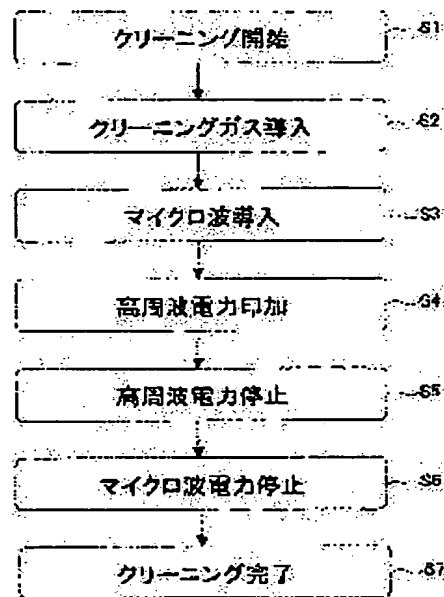 クリーニング開始 S1
クリーニングガス導入 S2
マイクロ波導入 S3
高周波電力印加 S4
高周波電力停止 S5
マイクロ波電力停止 S6
クリーニング完了 S7